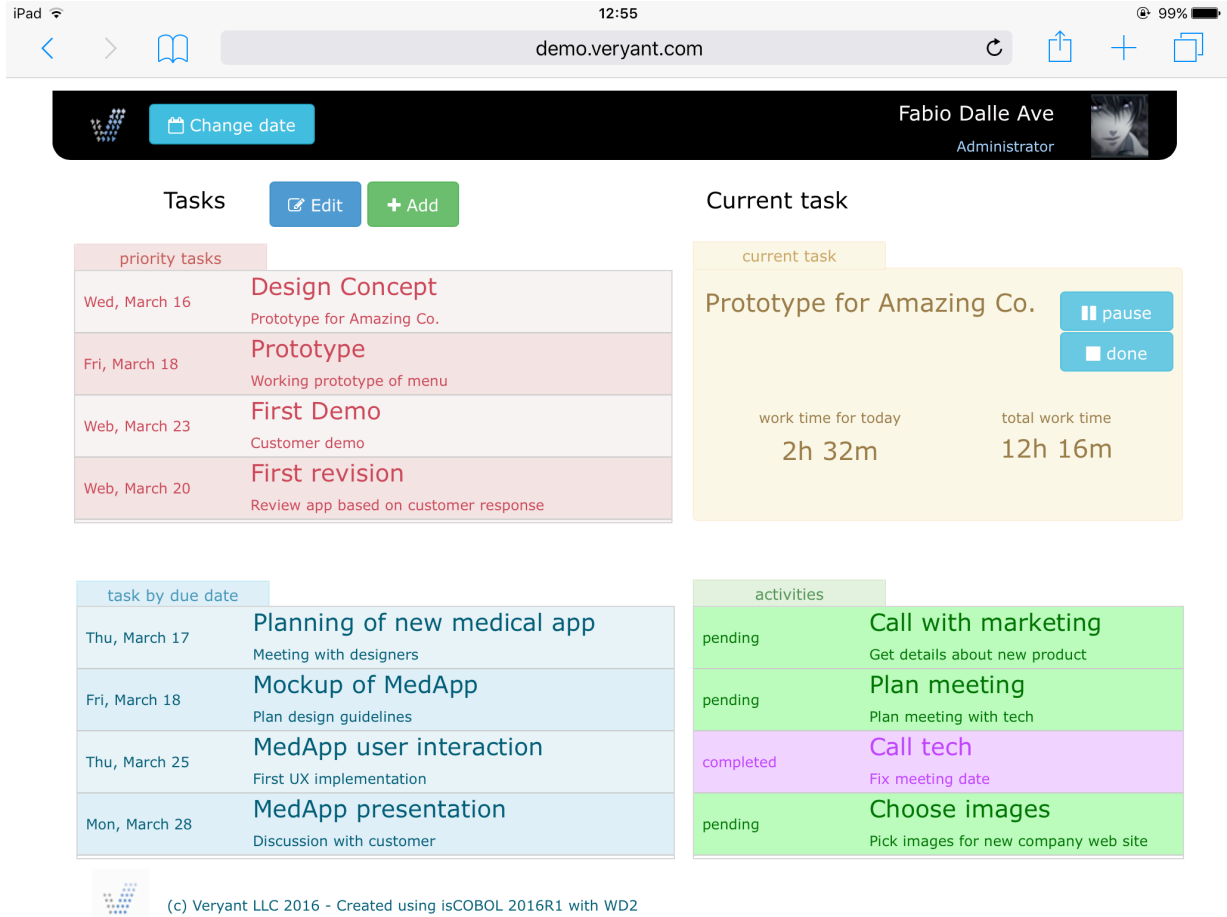 iPad 12:55 99%
demo.veryant.com
Change date
Fabio Dalle Ave
Administrator
Tasks
Edit
Add
priority tasks
Wed, March 16
Design Concept
Prototype for Amazing Co.
Fri, March 18
Prototype
Working prototype of menu
Web, March 23
First Demo
Customer demo
Web, March 20
First revision
Review app based on customer response
Current task
current task
Prototype for Amazing Co.
pause
done
work time for today
2h 32m
total work time
12h 16m
task by due date
Thu, March 17
Planning of new medical app
Meeting with designers
Fri, March 18
Mockup of MedApp
Plan design guidelines
Thu, March 25
MedApp user interaction
First UX implementation
Mon, March 28
MedApp presentation
Discussion with customer
activities
pending
Call with marketing
Get details about new product
pending
Plan meeting
Plan meeting with tech
completed
Call tech
Fix meeting date
pending
Choose images
Pick images for new company web site
(c) Veryant LLC 2016 - Created using isCOBOL 2016R1 with WD2